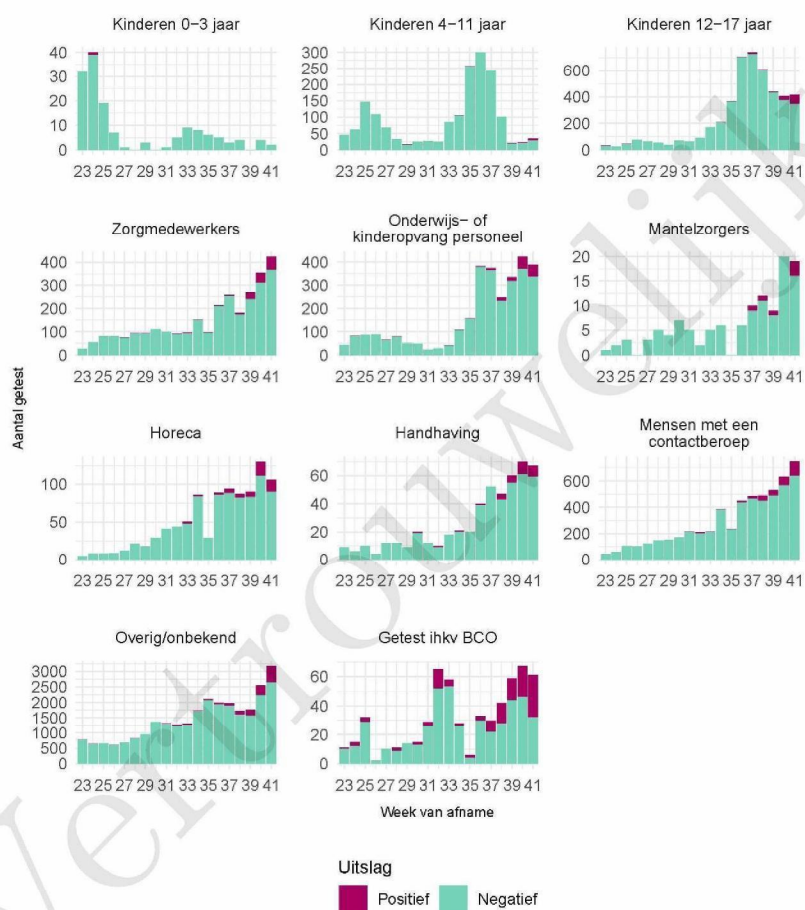 Kinderen 0−3 jaar
40
30
20
10
0
23 25 27 29 31 33 35 37 39 41
Kinderen 4−11 jaar
300
250
200
150
100
50
0
23 25 27 29 31 33 35 37 39 41
Kinderen 12−17 jaar
600
400
200
0
23 25 27 29 31 33 35 37 39 41
Zorgmedewerkers
400
300
200
100
0
23 25 27 29 31 33 35 37 39 41
Onderwijs− of
kinderopvang personeel
400
300
200
100
0
23 25 27 29 31 33 35 37 39 41
Mantelzorgers
20
15
10
5
0
23 25 27 29 31 33 35 37 39 41
Aantal getest
Horeca
100
50
0
23 25 27 29 31 33 35 37 39 41
Handhaving
60
40
20
0
23 25 27 29 31 33 35 37 39 41
Mensen met een
contactberoep
600
400
200
0
23 25 27 29 31 33 35 37 39 41
Overig/onbekend
3000
2500
2000
1500
1000
500
0
23 25 27 29 31 33 35 37 39 41
Getest ihkv BCO
60
40
20
0
23 25 27 29 31 33 35 37 39 41
Week van afname
Uitslag
Positief Negatief
Vertrouwelijk